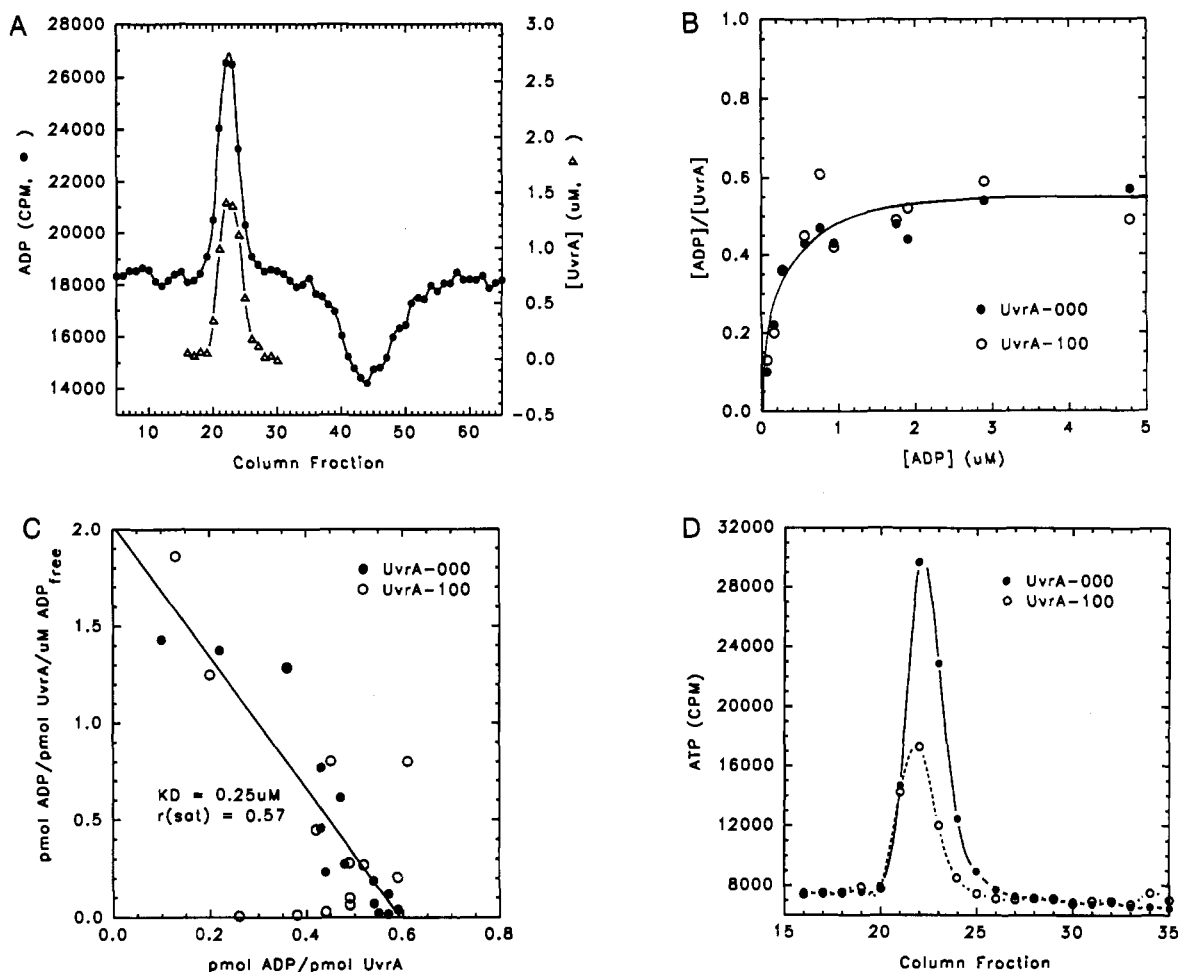 A
28000
26000
24000
22000
20000
18000
16000
14000
ADP (CPM, ● )
3.0
2.5
2.0
1.5
1.0
0.5
0.0
-0.5
[UvrA] (uM, △ )
10 20 30 40 50 60
Column Fraction
B
1.0
0.8
0.6
0.4
0.2
0.0
[ADP]/[UvrA]
● UvrA-000
○ UvrA-100
0 1 2 3 4 5
[ADP] (uM)
C
2.0
1.5
1.0
0.5
0.0
pmol ADP/pmol UvrA/uM ADPfree
● UvrA-000
○ UvrA-100
KD = 0.25uM
r(sat) = 0.57
0.0 0.2 0.4 0.6 0.8
pmol ADP/pmol UvrA
D
32000
28000
24000
20000
16000
12000
8000
ATP (CPM)
● UvrA-000
○ UvrA-100
15 20 25 30 35
Column Fraction